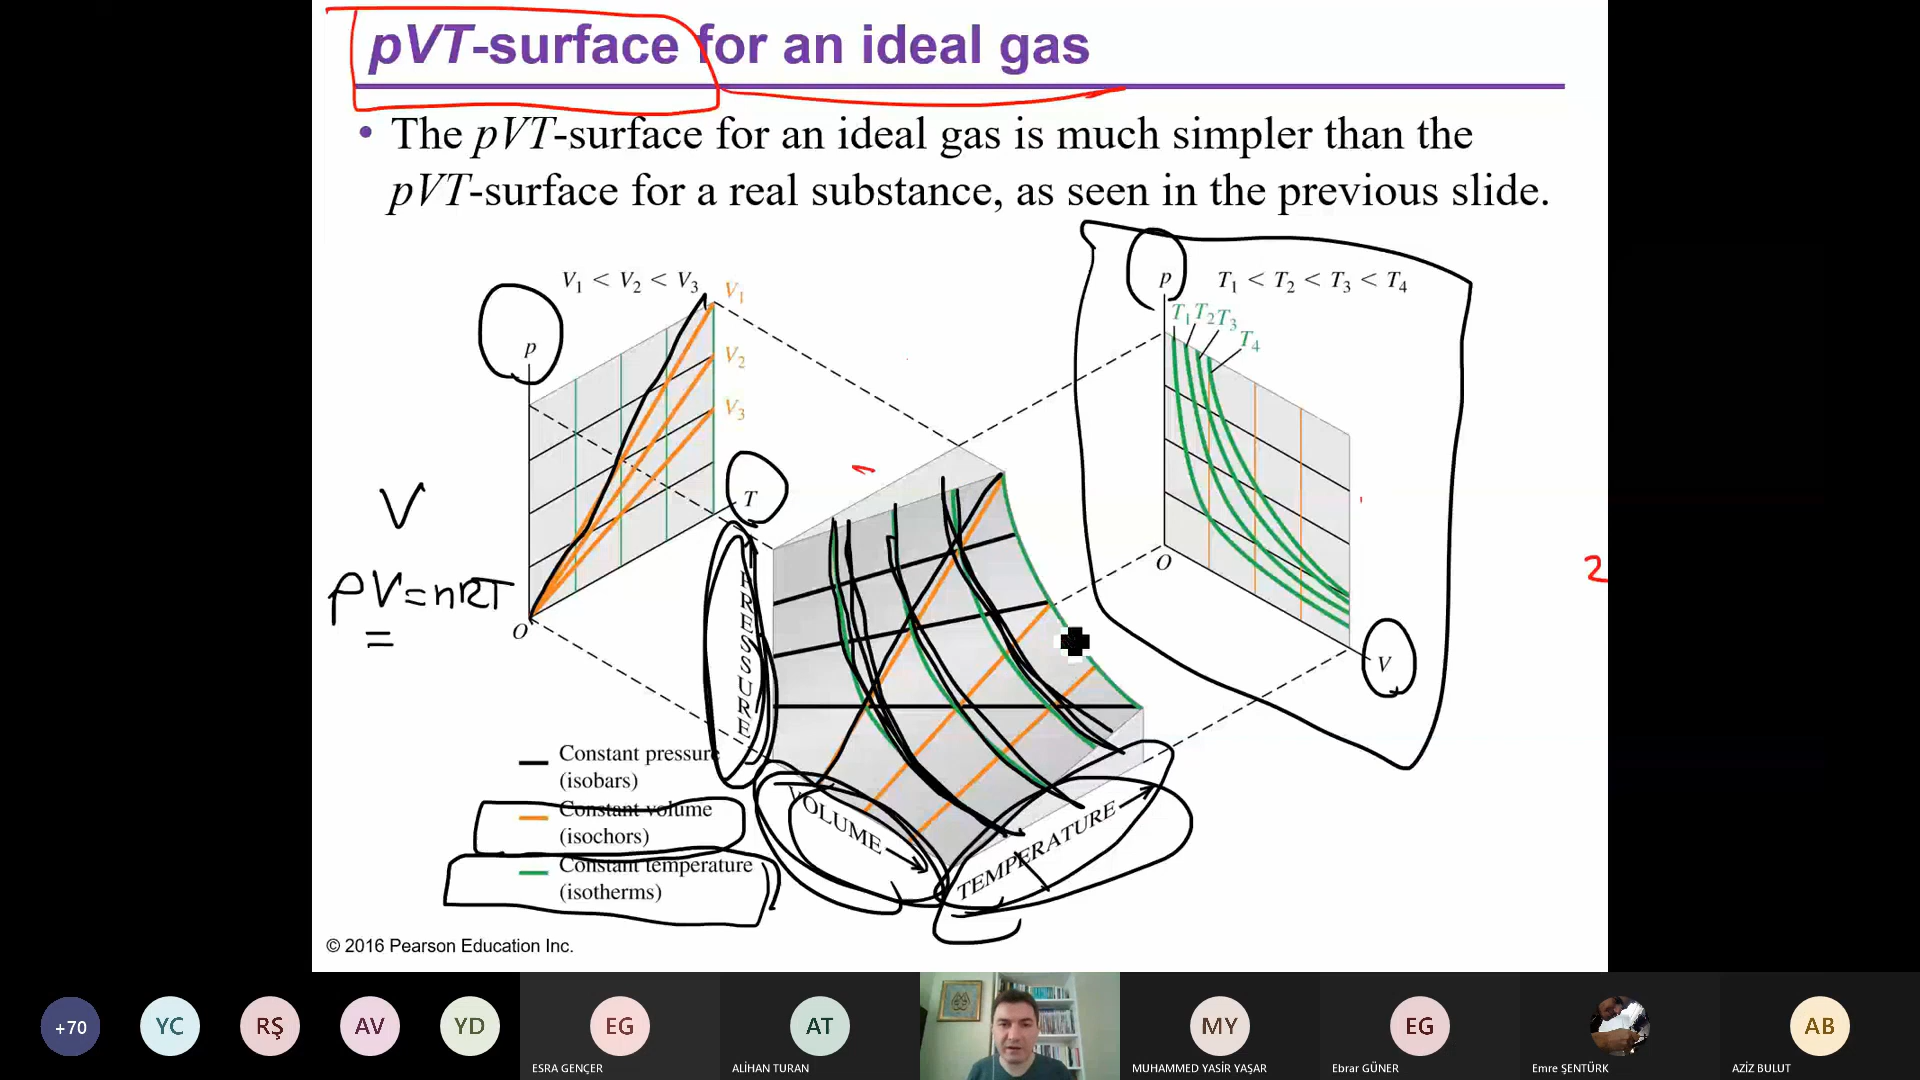 pVT-surface for an ideal gas
• The pVT-surface for an ideal gas is much simpler than the
pVT-surface for a real substance, as seen in the previous slide.
V₁ < V₂ < V₃
p
V₁
V₂
V₃
T
O
p
T₁ < T₂ < T₃ < T₄
T₁ T₂ T₃
T₄
O
V
V
pV=nRT
2
PRESSURE
VOLUME
TEMPERATURE
Constant pressure
(isobars)
Constant volume
(isochors)
Constant temperature
(isotherms)
© 2016 Pearson Education Inc.
+70
YC
RŞ
AV
YD
EG
ESRA GENÇER
AT
ALİHAN TURAN
MY
MUHAMMED YASİR YAŞAR
EG
Ebrar GÜNER
Emre ŞENTÜRK
AB
AZİZ BULUT